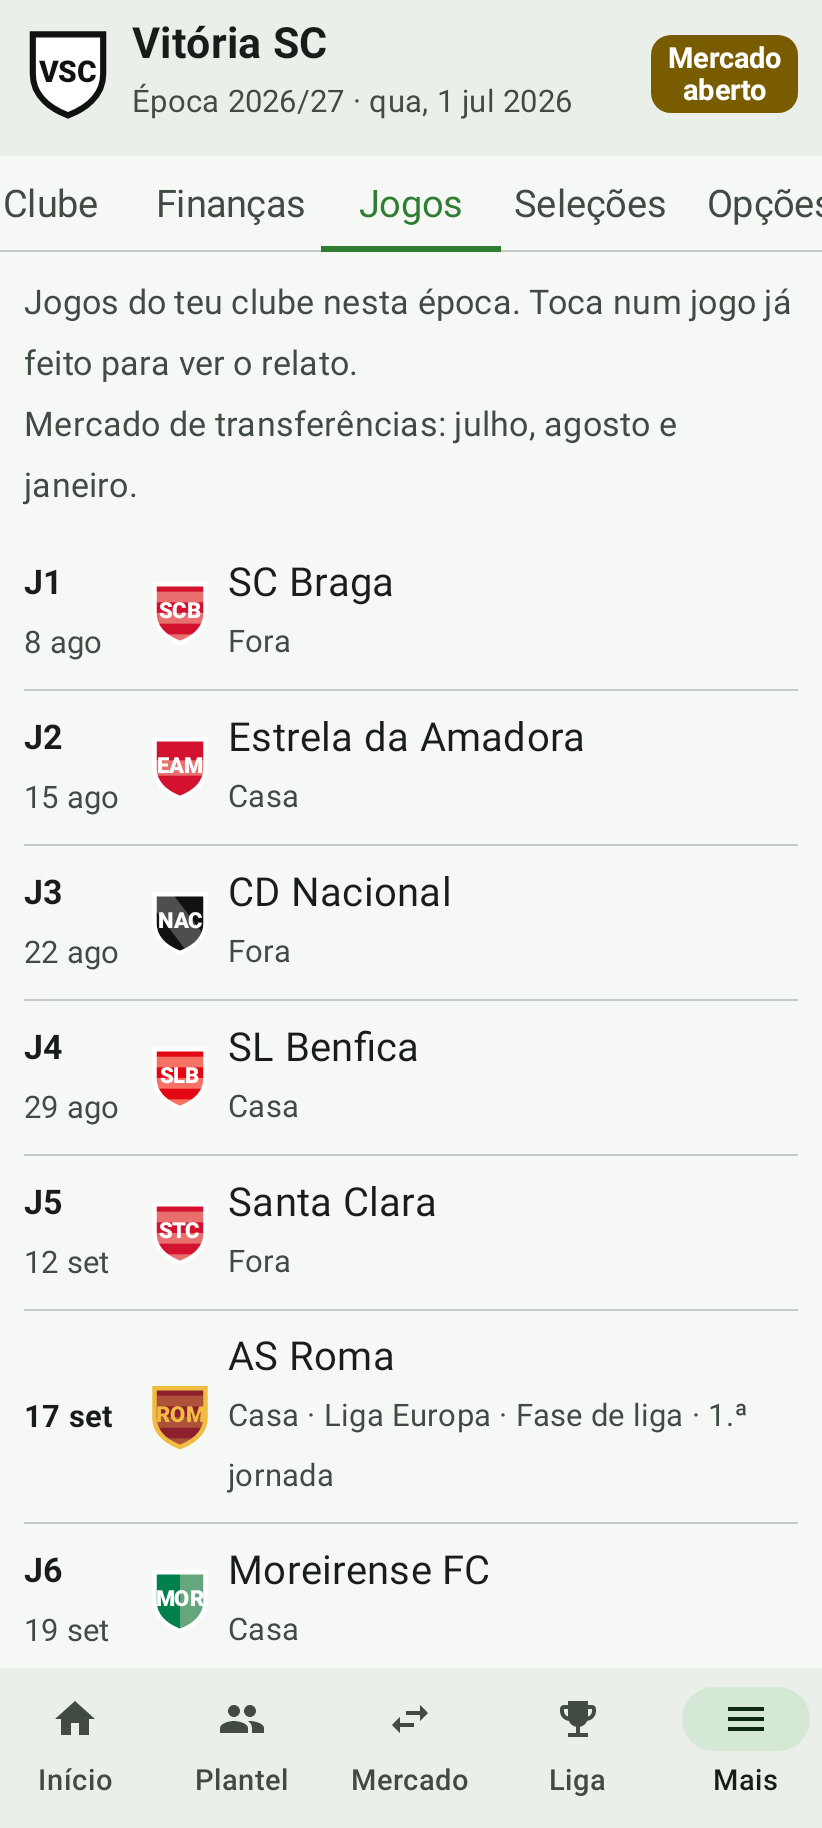 VSC
Vitória SC
Época 2026/27 · qua, 1 jul 2026
Mercado
aberto
Clube
Finanças
Jogos
Seleções
Opções
Jogos do teu clube nesta época. Toca num jogo já
feito para ver o relato.
Mercado de transferências: julho, agosto e
janeiro.
J1
8 ago
SCB
SC Braga
Fora
J2
15 ago
EAM
Estrela da Amadora
Casa
J3
22 ago
NAC
CD Nacional
Fora
J4
29 ago
SLB
SL Benfica
Casa
J5
12 set
STC
Santa Clara
Fora
17 set
ROM
AS Roma
Casa · Liga Europa · Fase de liga · 1.ª
jornada
J6
19 set
MOR
Moreirense FC
Casa
Início
Plantel
Mercado
Liga
Mais